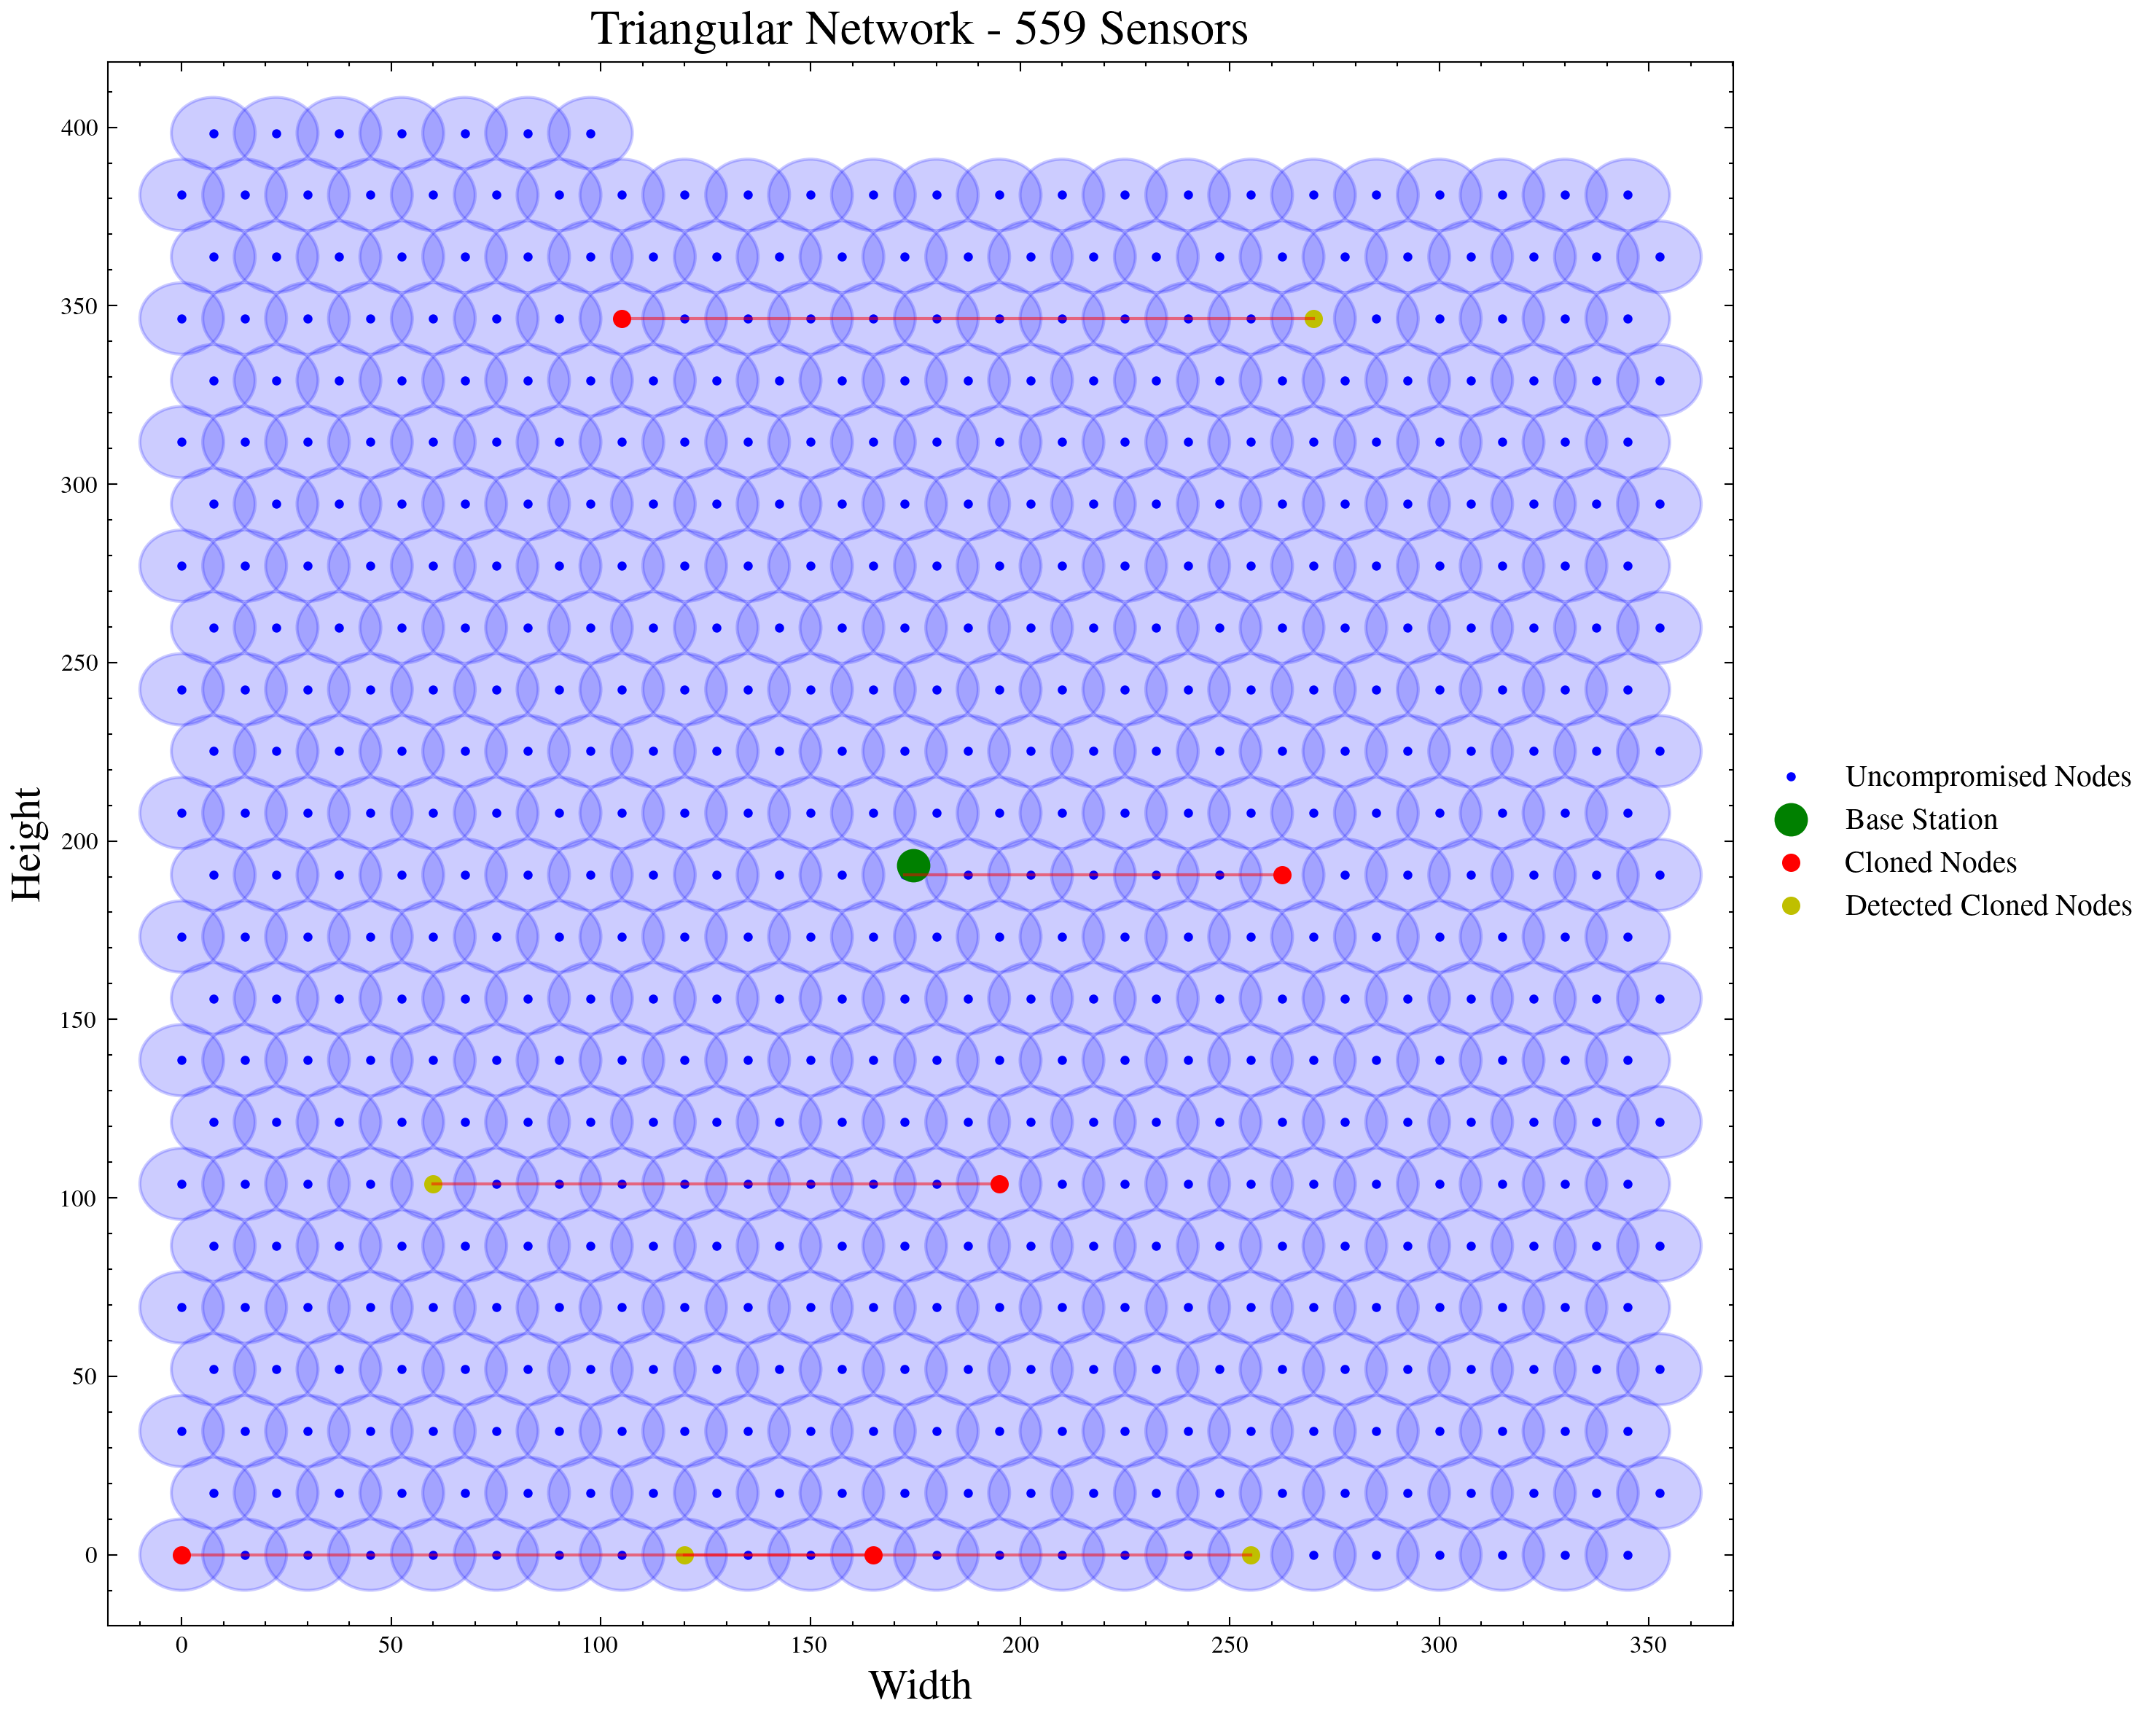 Triangular Network - 559 Sensors
400
350
300
250
200
150
100
50
0
Height
0 50 100 150 200 250 300 350
Width
Uncompromised Nodes
Base Station
Cloned Nodes
Detected Cloned Nodes